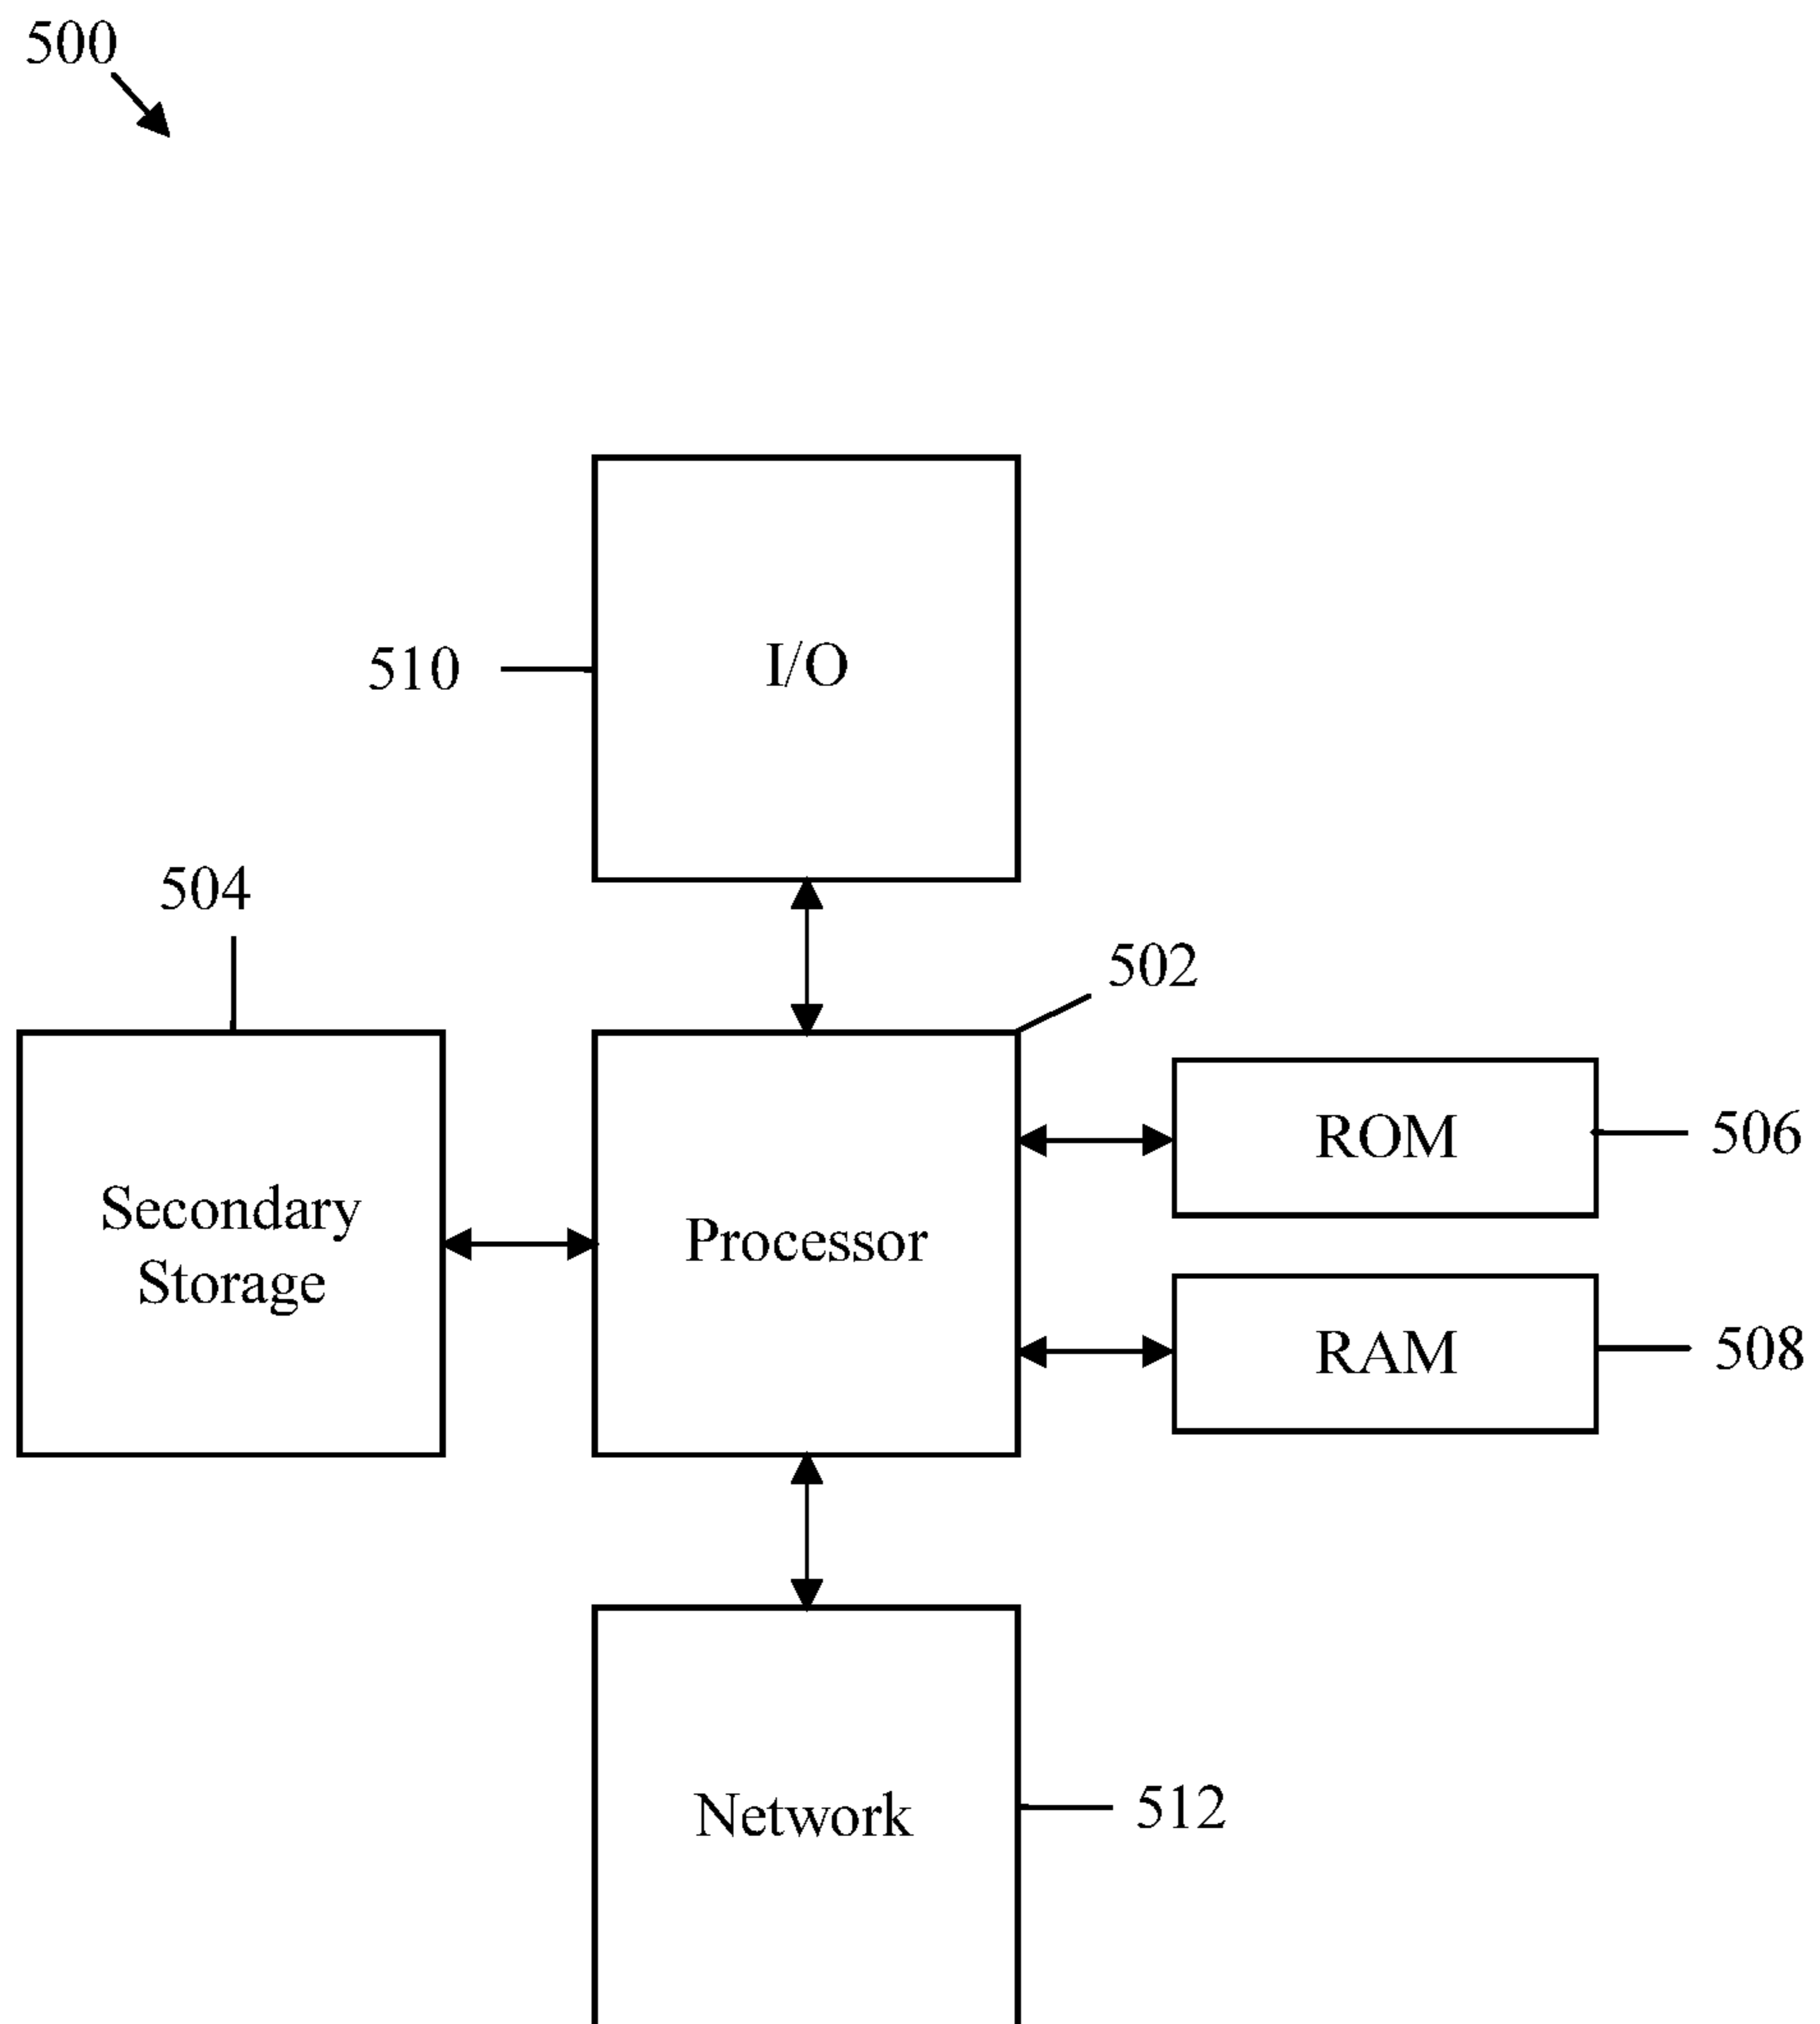 500
510
I/O
504
502
Secondary
Storage
Processor
ROM
506
RAM
508
Network
512